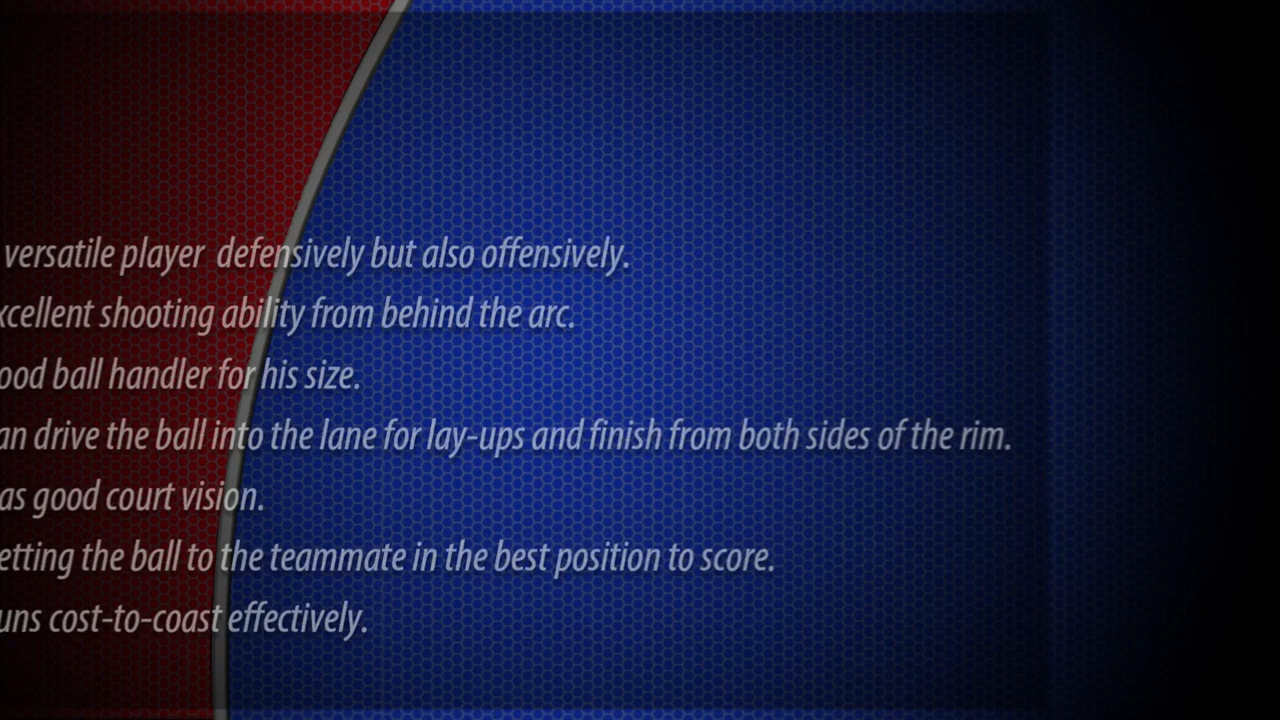 versatile player defensively but also offensively.
xcellent shooting ability from behind the arc.
ood ball handler for his size.
an drive the ball into the lane for lay-ups and finish from both sides of the rim.
as good court vision.
etting the ball to the teammate in the best position to score.
uns cost-to-coast effectively.